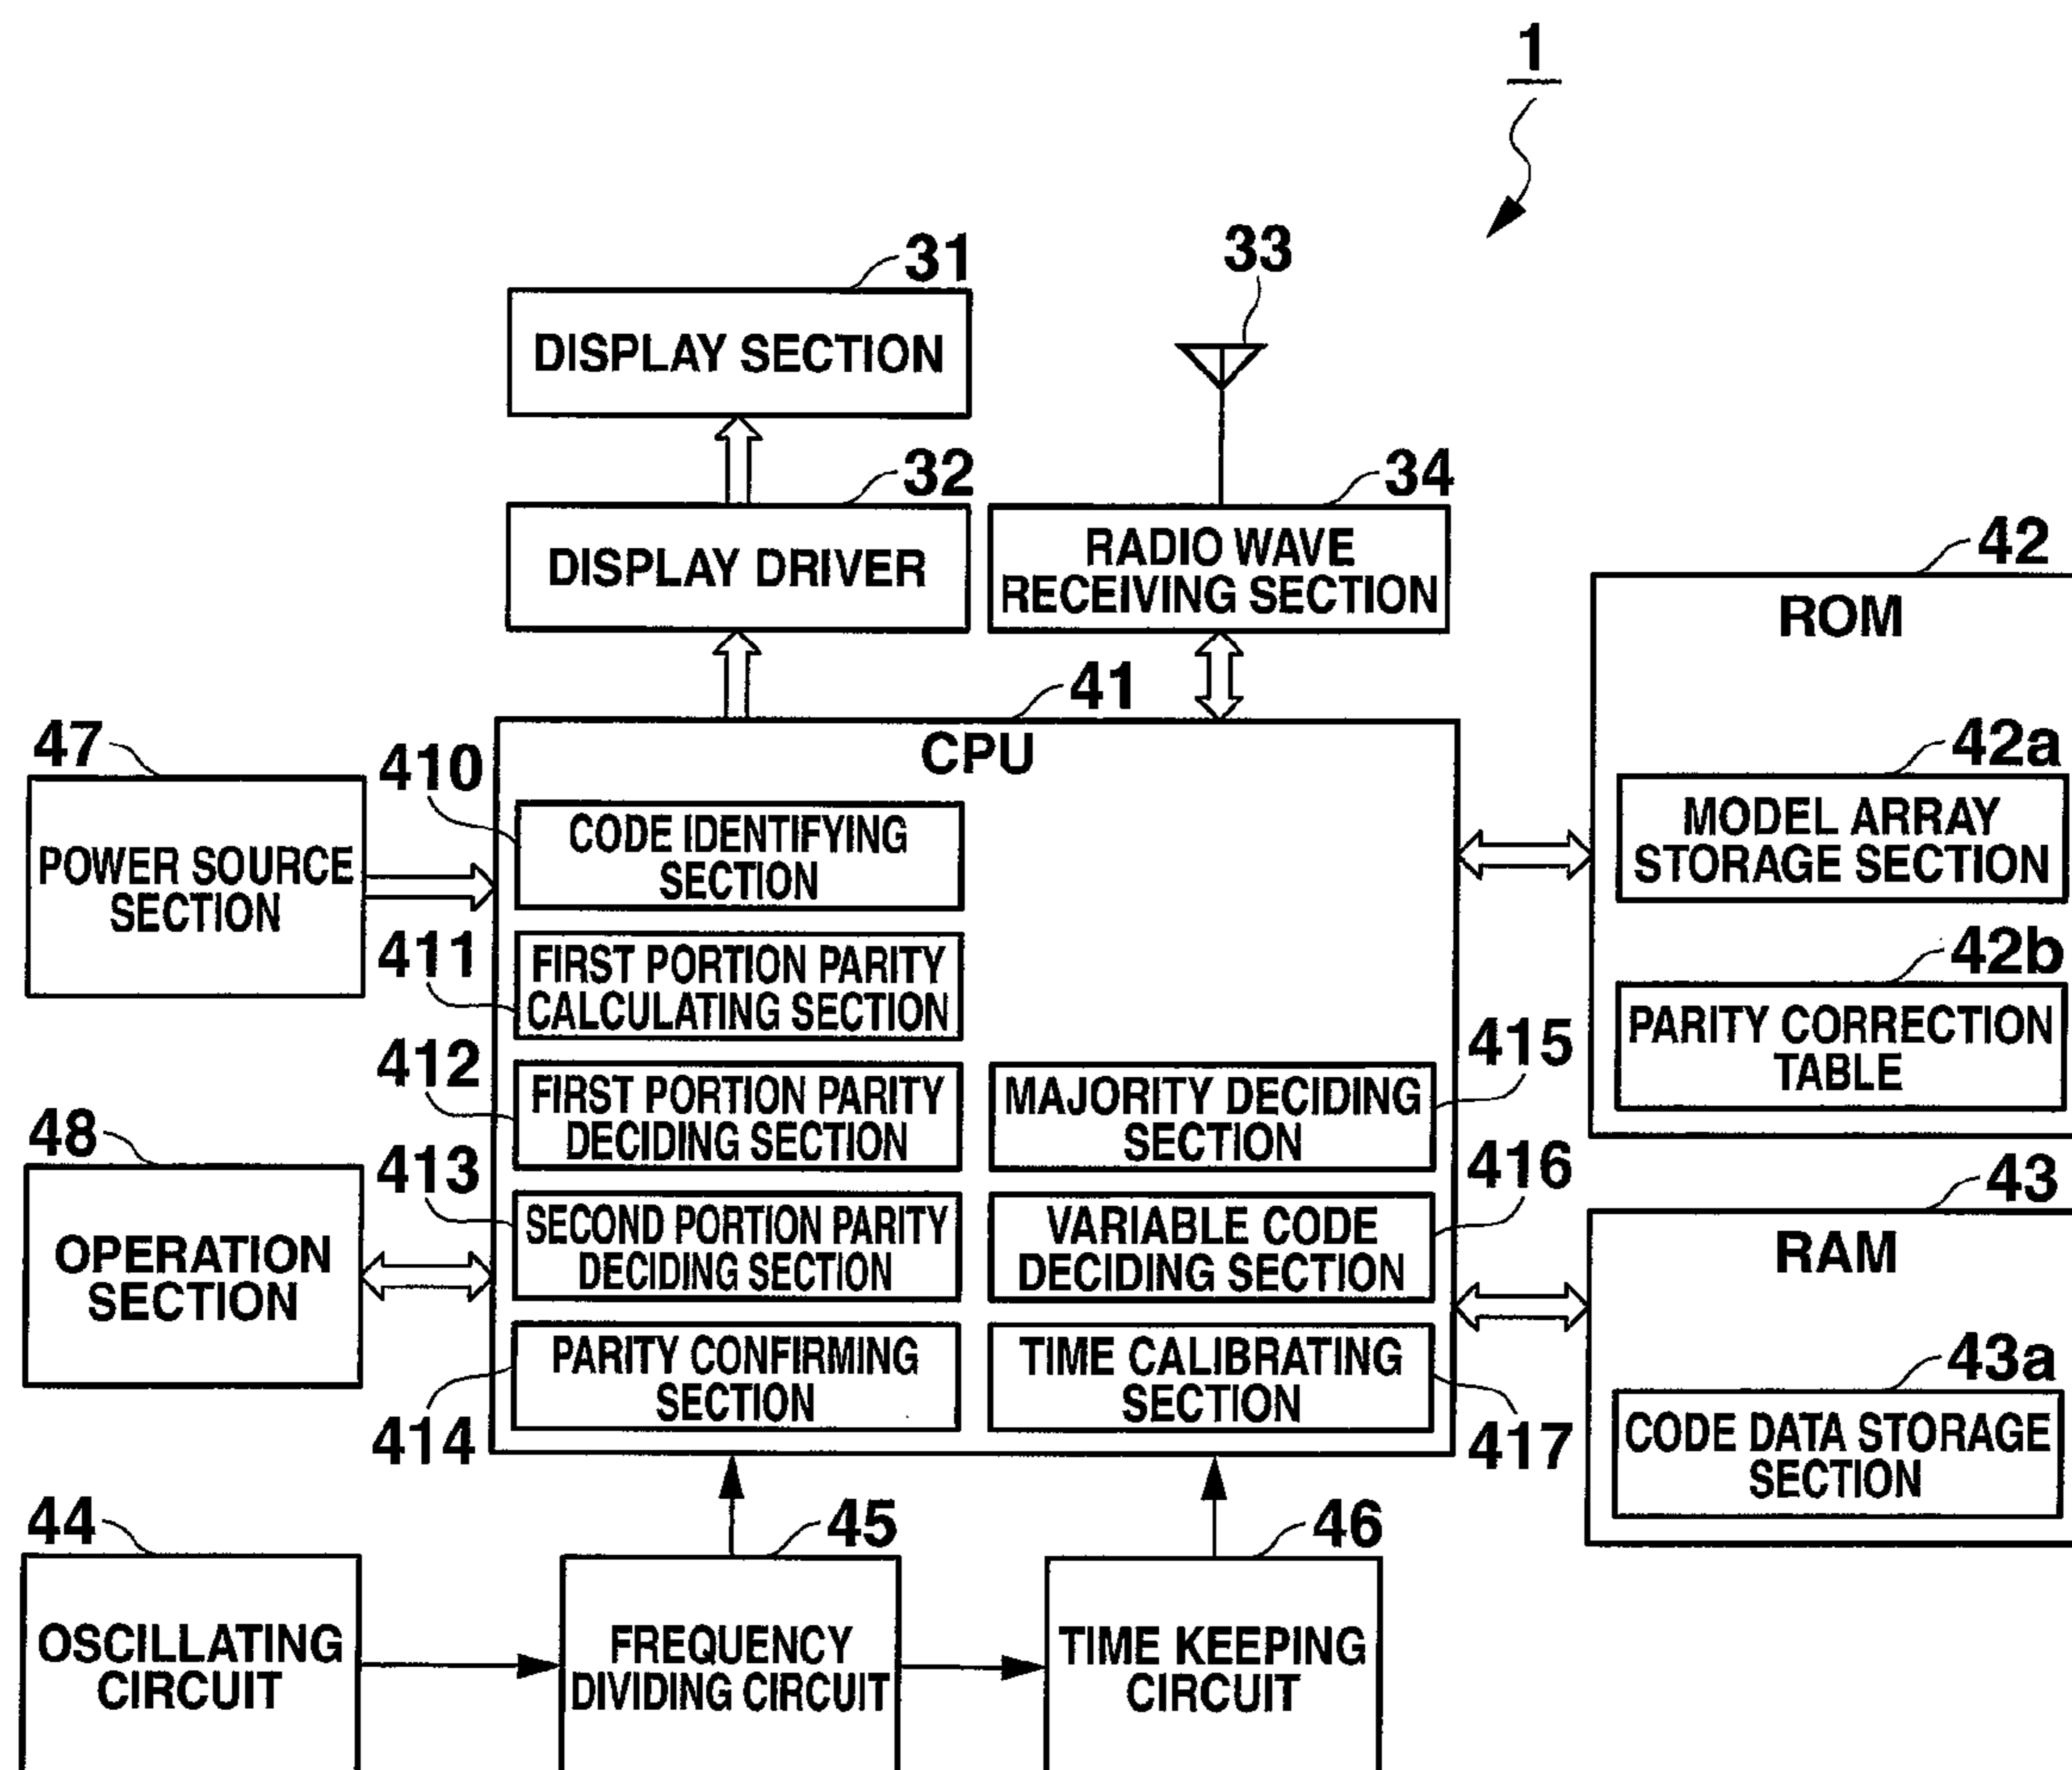 1
31
DISPLAY SECTION
33
32
DISPLAY DRIVER
34
RADIO WAVE
RECEIVING SECTION
42
ROM
42a
MODEL ARRAY
STORAGE SECTION
42b
PARITY CORRECTION
TABLE
41
CPU
47
POWER SOURCE
SECTION
410
CODE IDENTIFYING
SECTION
411
FIRST PORTION PARITY
CALCULATING SECTION
412
FIRST PORTION PARITY
DECIDING SECTION
413
SECOND PORTION PARITY
DECIDING SECTION
414
PARITY CONFIRMING
SECTION
415
MAJORITY DECIDING
SECTION
416
VARIABLE CODE
DECIDING SECTION
417
TIME CALIBRATING
SECTION
48
OPERATION
SECTION
43
RAM
43a
CODE DATA STORAGE
SECTION
44
OSCILLATING
CIRCUIT
45
FREQUENCY
DIVIDING CIRCUIT
46
TIME KEEPING
CIRCUIT